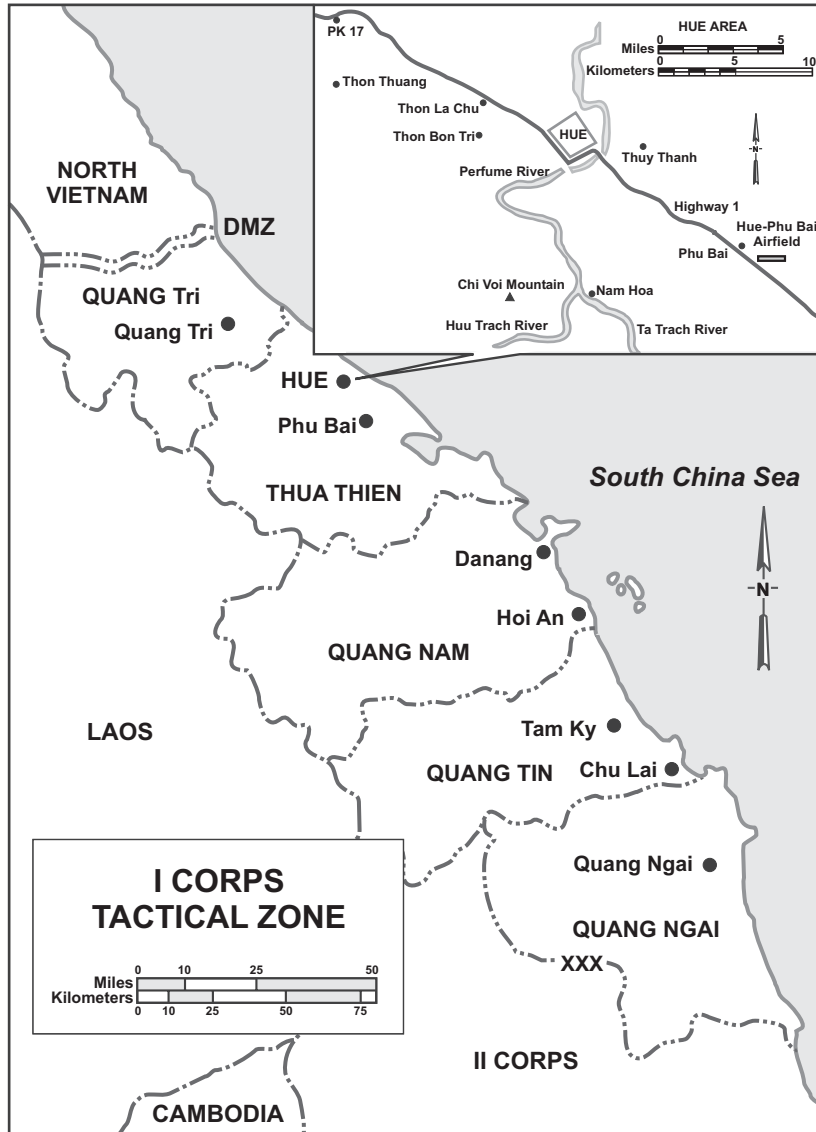 HUE AREA
0 5
Miles
Kilometers
0 5 10
PK 17
Thon Thuang
Thon La Chu
Thon Bon Tri
HUE
Thuy Thanh
N
Perfume River
Highway 1
Hue-Phu Bai
Airfield
Phu Bai
Chi Voi Mountain
Nam Hoa
Huu Trach River
Ta Trach River
NORTH
VIETNAM
DMZ
QUANG Tri
Quang Tri
HUE
Phu Bai
THUA THIEN
South China Sea
Danang
N
Hoi An
QUANG NAM
LAOS
Tam Ky
QUANG TIN
Chu Lai
Quang Ngai
QUANG NGAI
XXX
I CORPS
TACTICAL ZONE
0 10 25 50
Miles
Kilometers
0 10 25 50 75
II CORPS
CAMBODIA